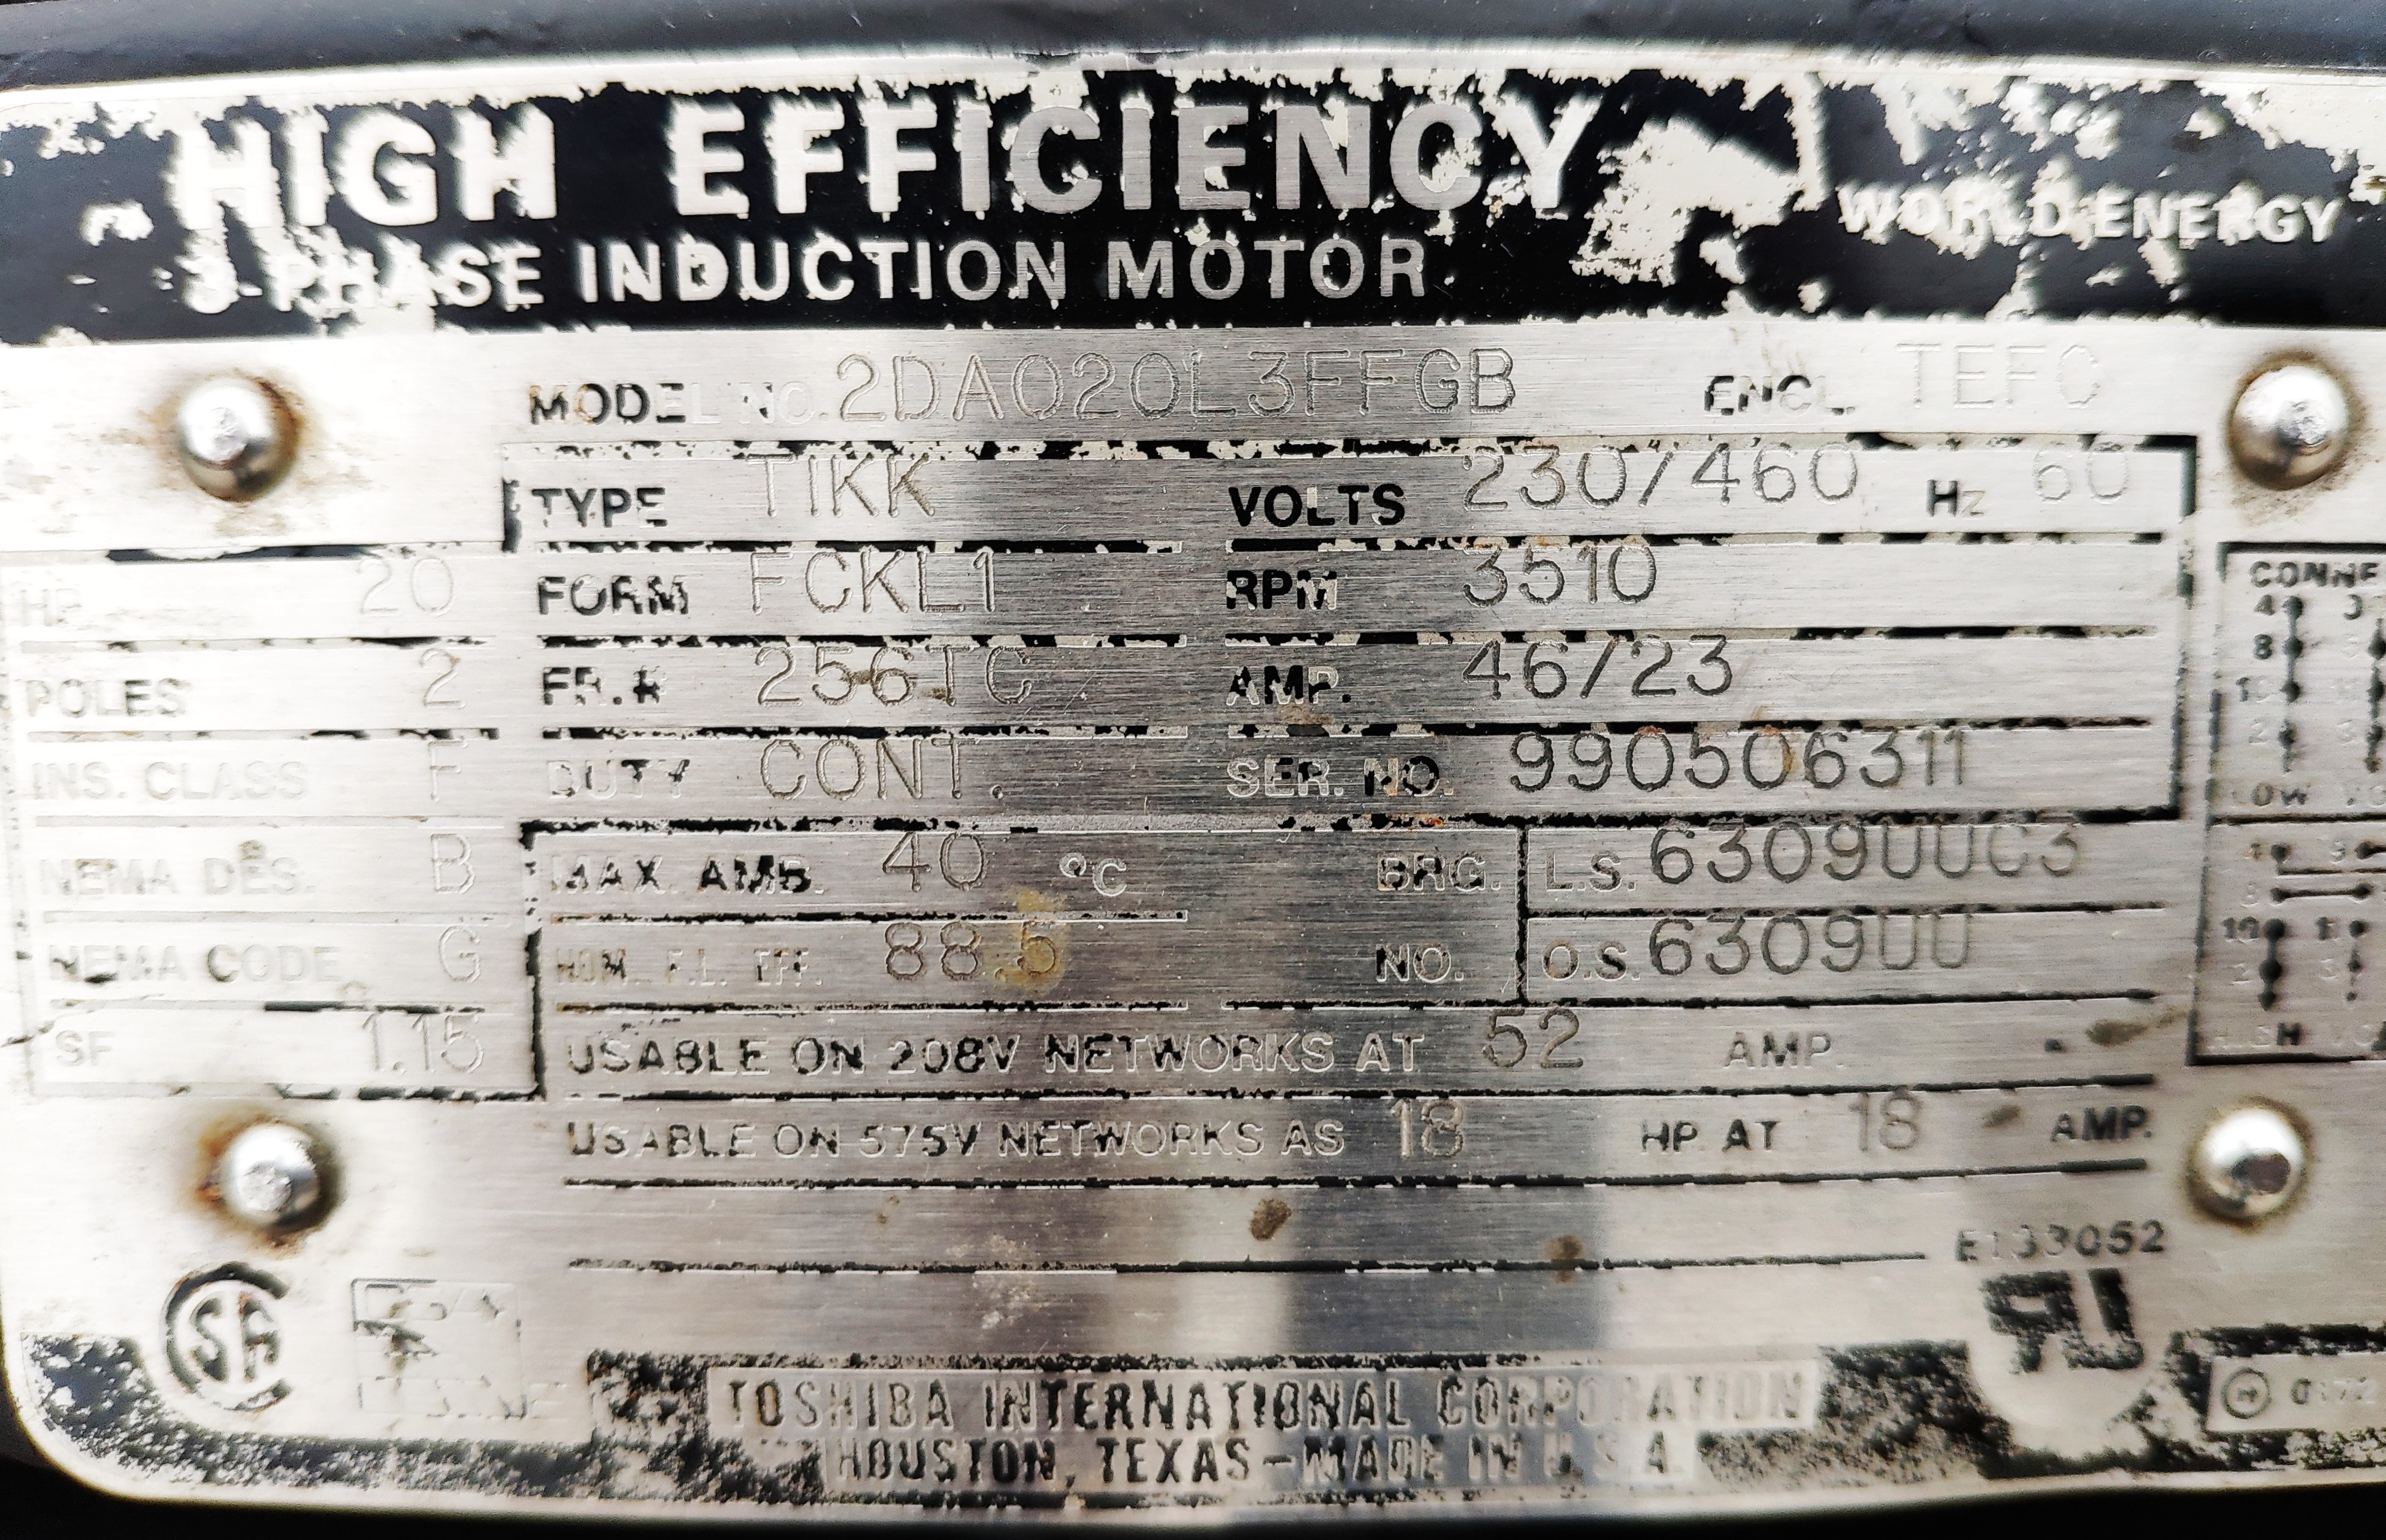 HIGH EFFICIENCY
3-PHASE INDUCTION MOTOR
WORLD ENERGY
MODEL NO. 2DA020L3FFGB ENCL. TEFC
TYPE TIKK VOLTS 230/460 Hz 60
HP 20 FORM FCKL1 RPM 3510
POLES 2 FR.# 256TC AMP. 46/23
INS. CLASS F DUTY CONT. SER. NO. 990506311
NEMA DES. B MAX. AMB. 40 °C BRG. L.S. 6309UUC3
NEMA CODE G NOM. F.L. EFF. 88.5 NO. O.S. 6309UU
SF 1.15 USABLE ON 208V NETWORKS AT 52 AMP.
USABLE ON 575V NETWORKS AS 18 HP AT 18 AMP.
E133052
SA
TOSHIBA INTERNATIONAL CORPORATION
HOUSTON, TEXAS-MADE IN U.S.A.